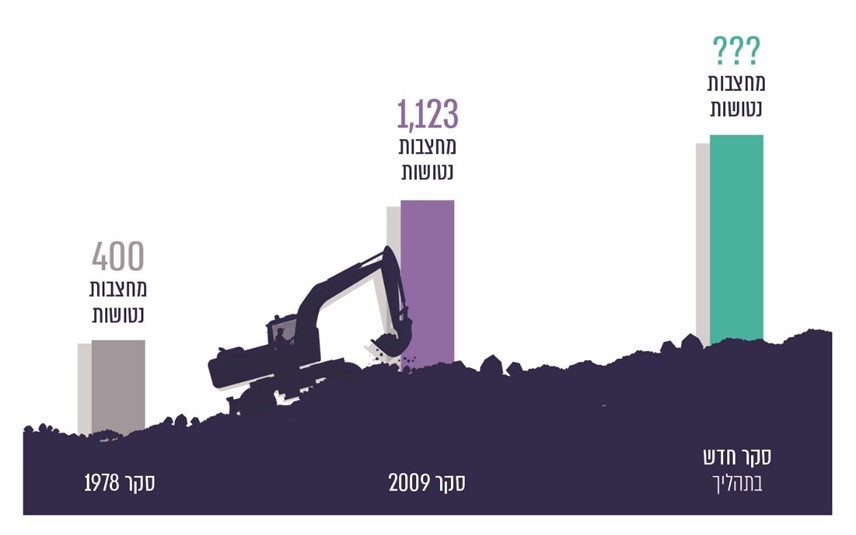 ???
מחצבות
נטושות
1,123
מחצבות
נטושות
400
מחצבות
נטושות
סקר חדש
בתהליך
סקר 2009
סקר 1978